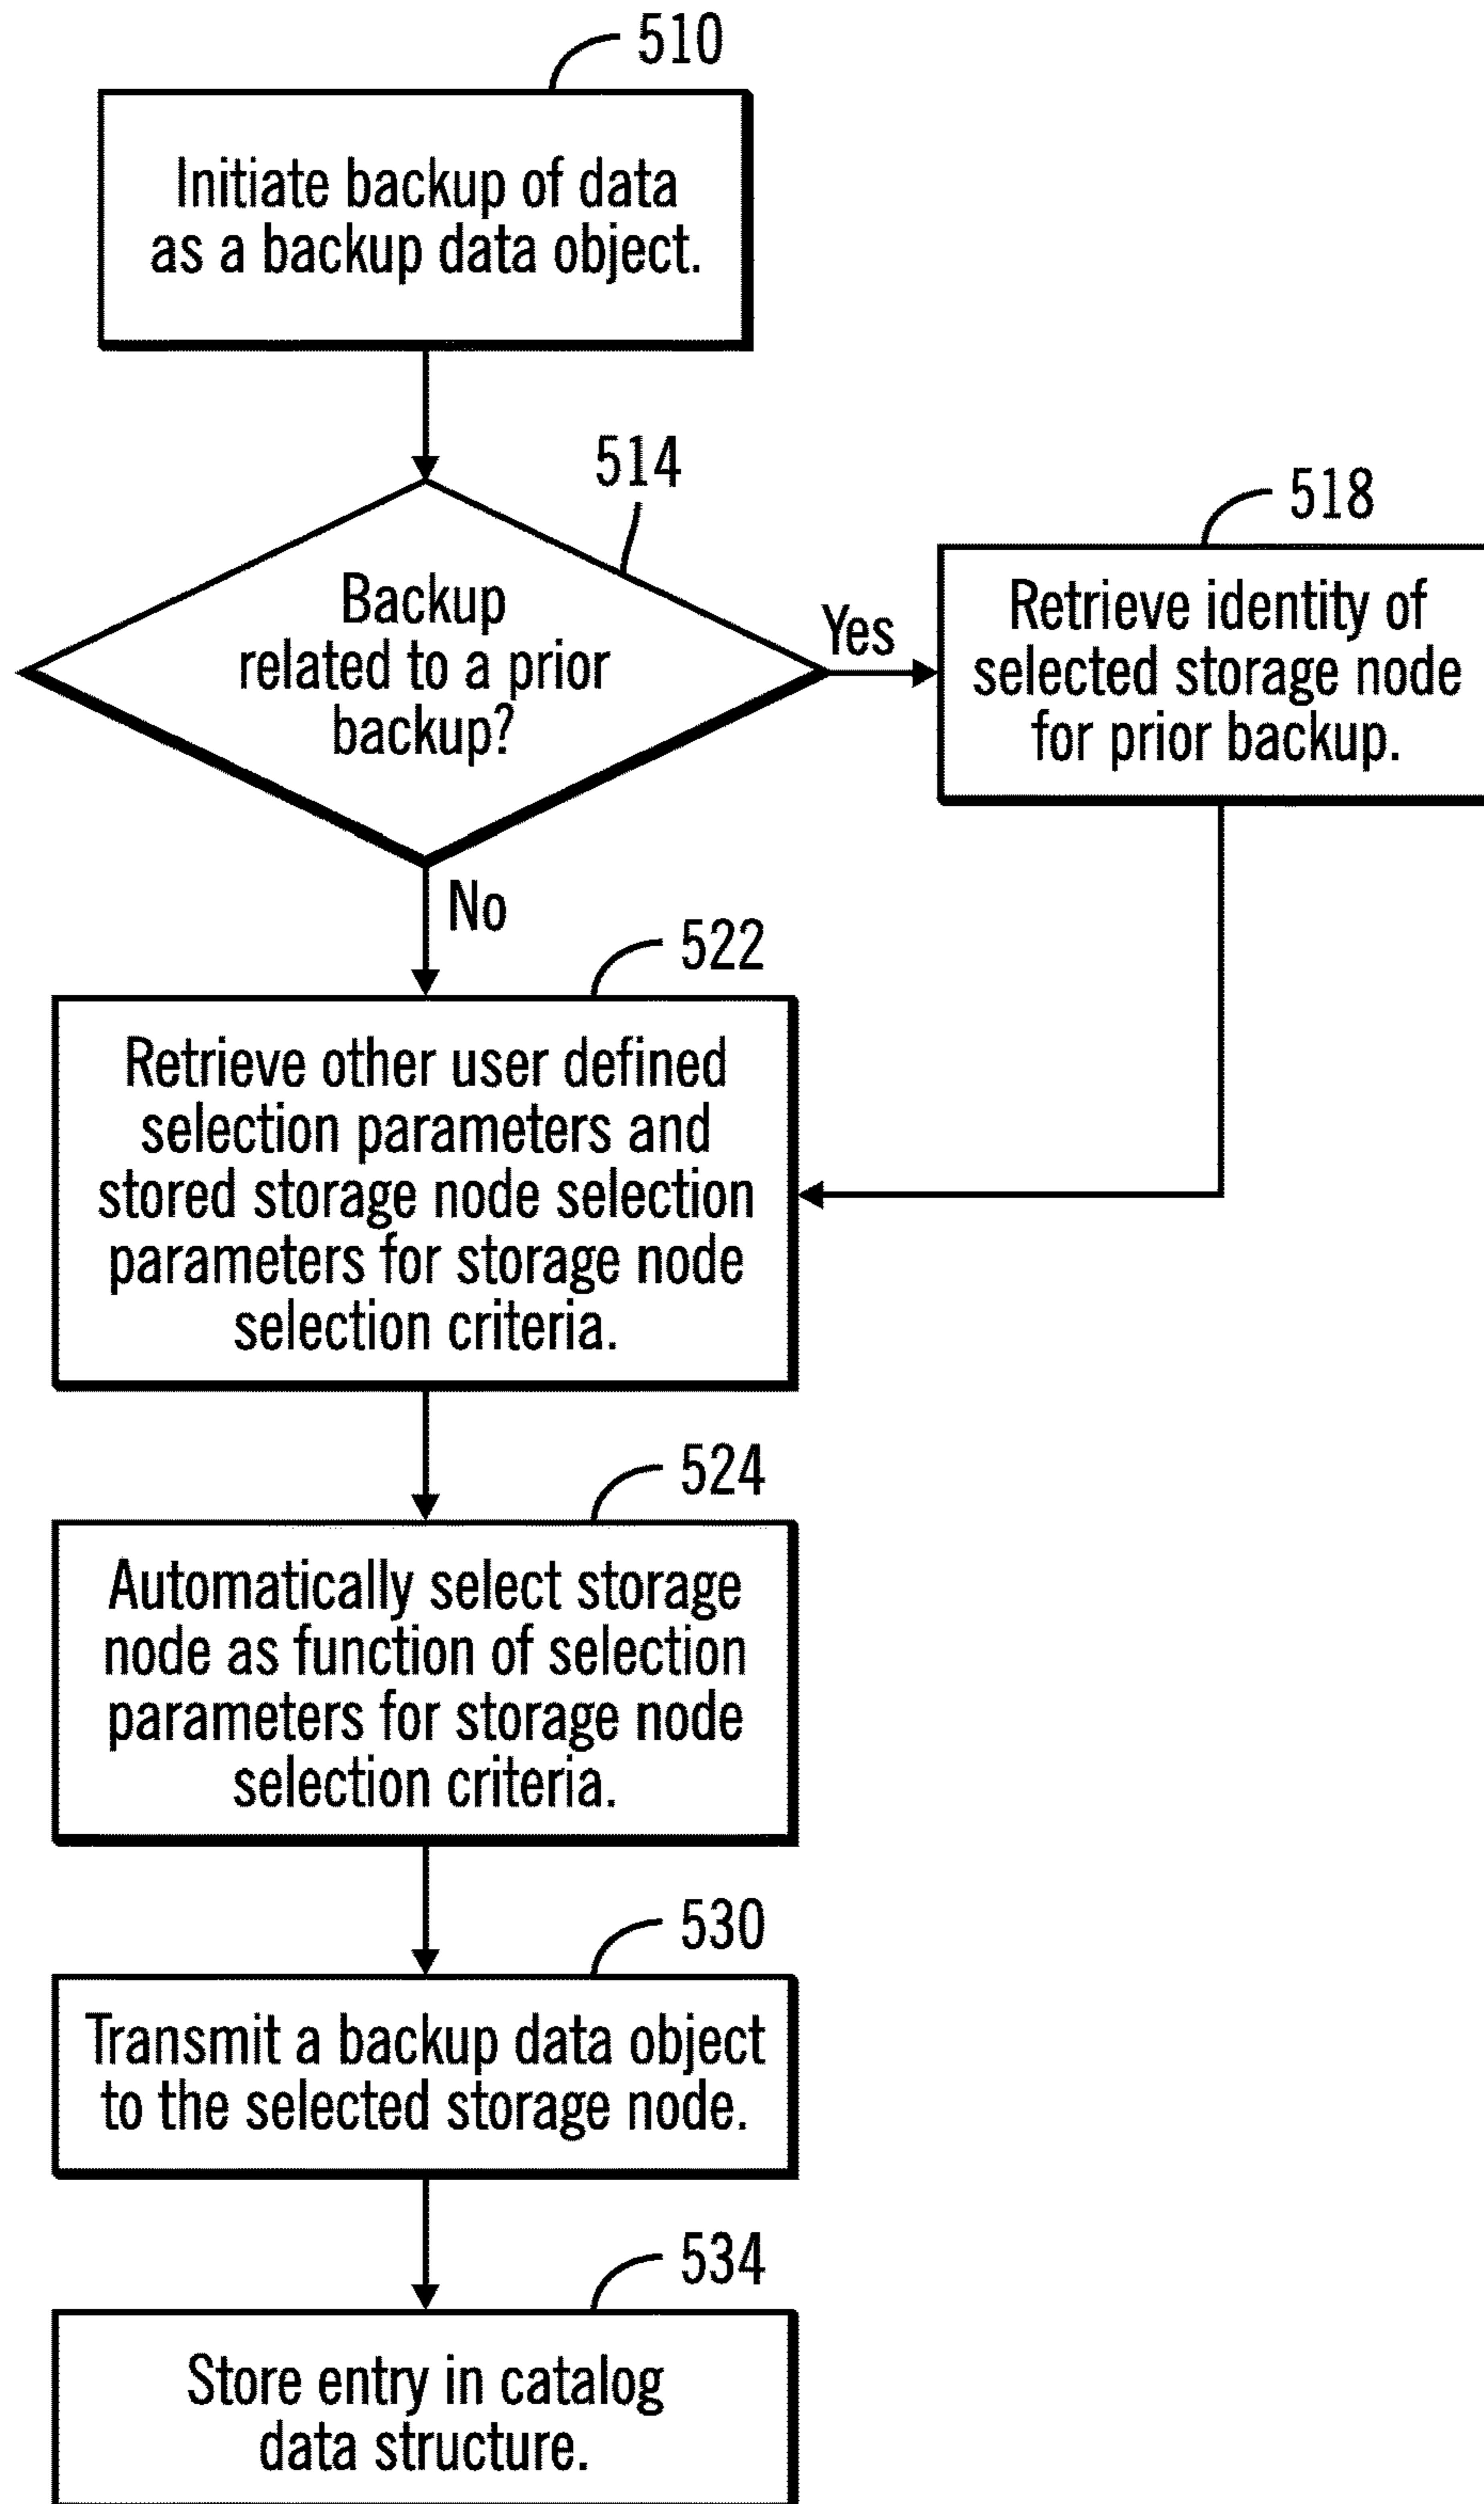 510
Initiate backup of data
as a backup data object.
514
Backup
related to a prior
backup?
Yes
518
Retrieve identity of
selected storage node
for prior backup.
No
522
Retrieve other user defined
selection parameters and
stored storage node selection
parameters for storage node
selection criteria.
524
Automatically select storage
node as function of selection
parameters for storage node
selection criteria.
530
Transmit a backup data object
to the selected storage node.
534
Store entry in catalog
data structure.